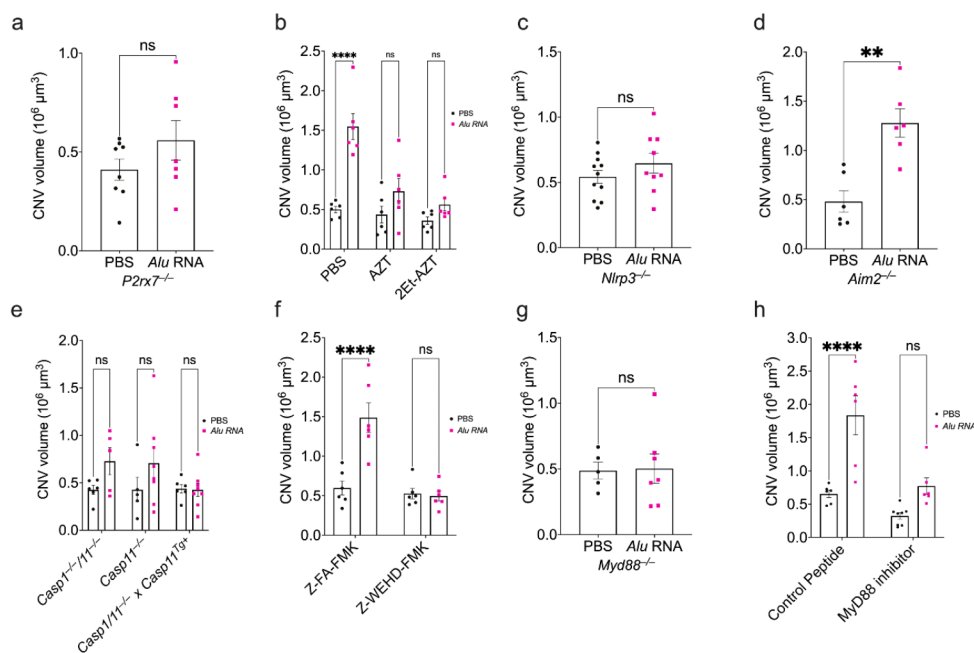 a
CNV volume (10⁶ µm³)
1.0
0.5
0.0
ns
PBS
Alu RNA
P2rx7⁻/⁻
b
CNV volume (10⁶ µm³)
2.5
2.0
1.5
1.0
0.5
0.0
****
ns
ns
PBS
Alu RNA
PBS
AZT
2Et-AZT
c
CNV volume (10⁶ µm³)
1.5
1.0
0.5
0.0
ns
PBS
Alu RNA
Nlrp3⁻/⁻
d
CNV volume (10⁶ µm³)
2.0
1.5
1.0
0.5
0.0
**
PBS
Alu RNA
Aim2⁻/⁻
e
CNV volume (10⁶ µm³)
2.0
1.5
1.0
0.5
0.0
ns
ns
ns
PBS
Alu RNA
Casp1⁻/⁻/11⁻/⁻
Casp11⁻/⁻
Casp1/11⁻/⁻ x Casp11ᵀᵍ⁺
f
CNV volume (10⁶ µm³)
2.5
2.0
1.5
1.0
0.5
0.0
****
ns
PBS
Alu RNA
Z-FA-FMK
Z-WEHD-FMK
g
CNV volume (10⁶ µm³)
1.5
1.0
0.5
0.0
ns
PBS
Alu RNA
Myd88⁻/⁻
h
CNV volume (10⁶ µm³)
3.0
2.5
2.0
1.5
1.0
0.5
0.0
****
ns
PBS
Alu RNA
Control Peptide
MyD88 inhibitor